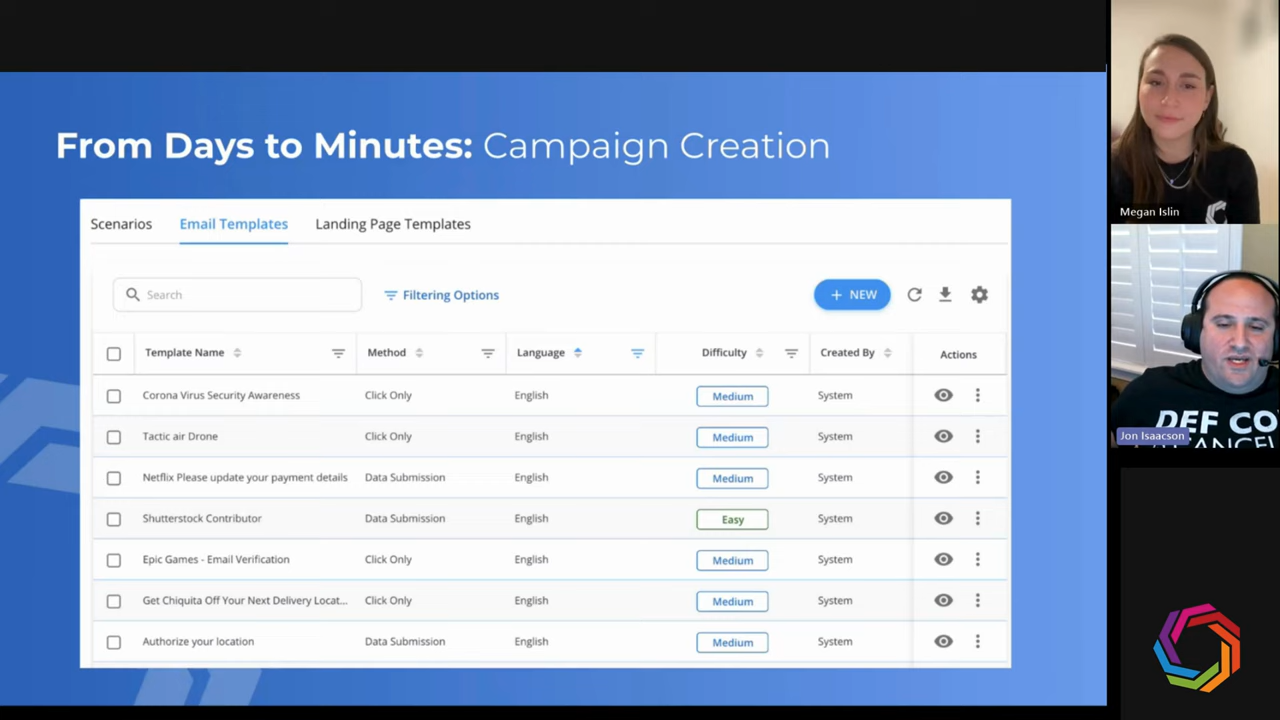 From Days to Minutes: Campaign Creation
Scenarios Email Templates Landing Page Templates
Search Filtering Options + NEW
Template Name Method Language Difficulty Created By Actions
Corona Virus Security Awareness Click Only English Medium System
Tactic air Drone Click Only English Medium System
Netflix Please update your payment details Data Submission English Medium System
Shutterstock Contributor Data Submission English Easy System
Epic Games - Email Verification Click Only English Medium System
Get Chiquita Off Your Next Delivery Locat... Click Only English Medium System
Authorize your location Data Submission English Medium System
Megan Islin
DEF CO
Jon Isaacson